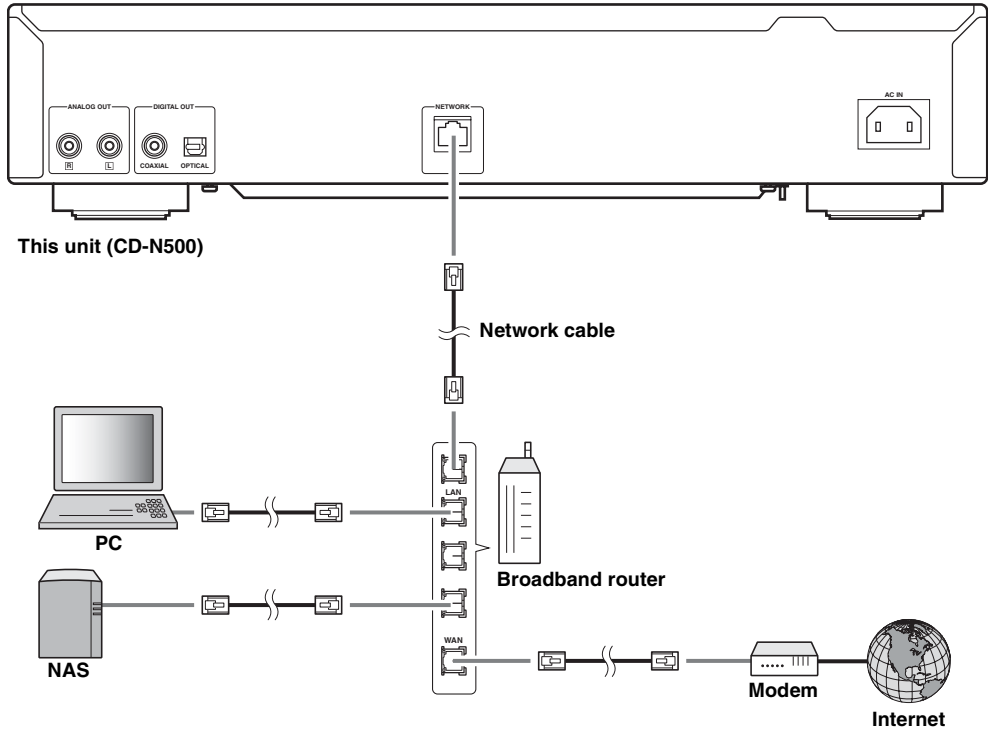 AC IN
ANALOG OUT
DIGITAL OUT
NETWORK
R
L
COAXIAL
OPTICAL
This unit (CD-N500)
Network cable
LAN
PC
Broadband router
NAS
WAN
Modem
Internet